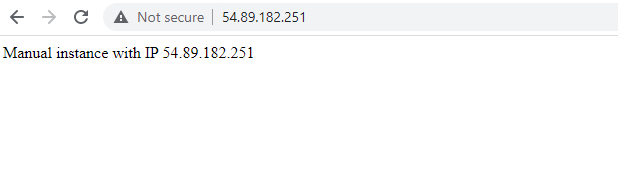 Not secure | 54.89.182.251
Manual instance with IP 54.89.182.251